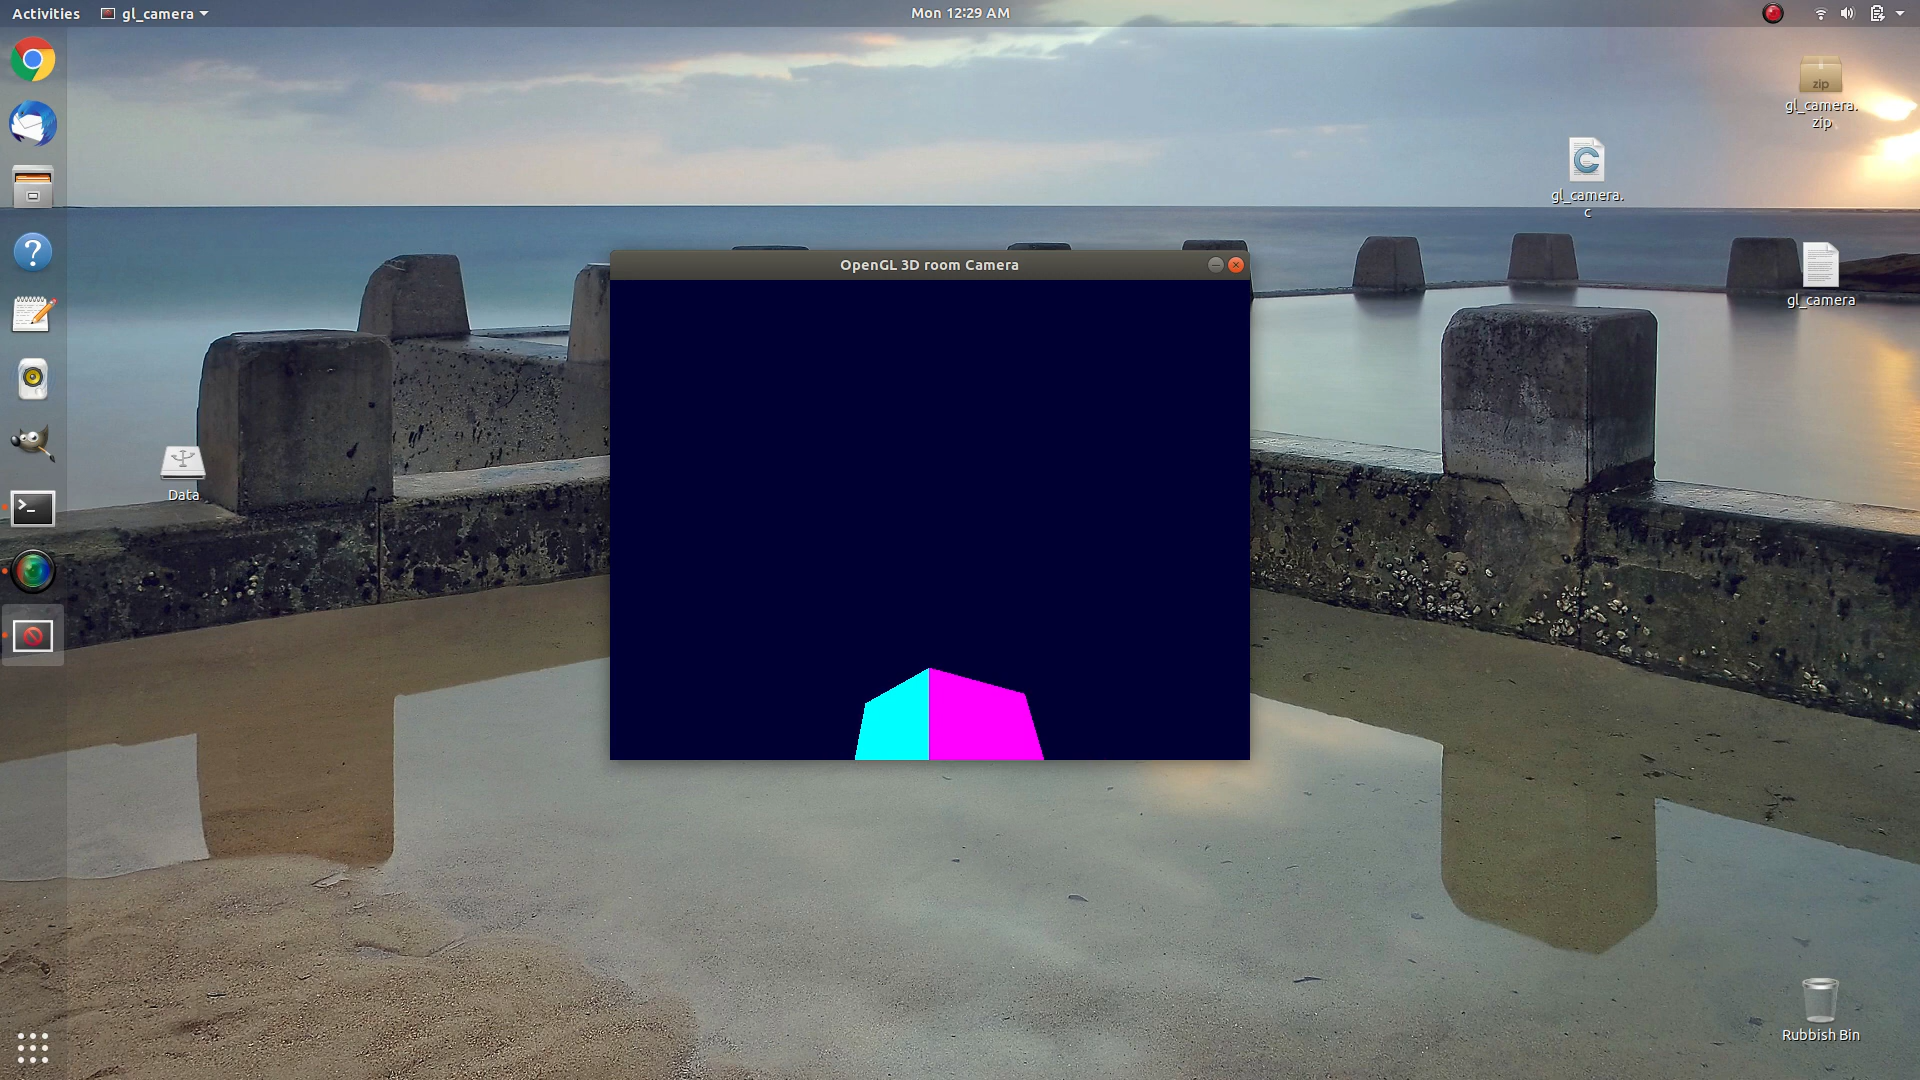 Activities
gl_camera
Mon 12:29 AM
zip
gl_camera.
zip
C
gl_camera.
c
?
OpenGL 3D room Camera
gl_camera
Data
>_
Rubbish Bin